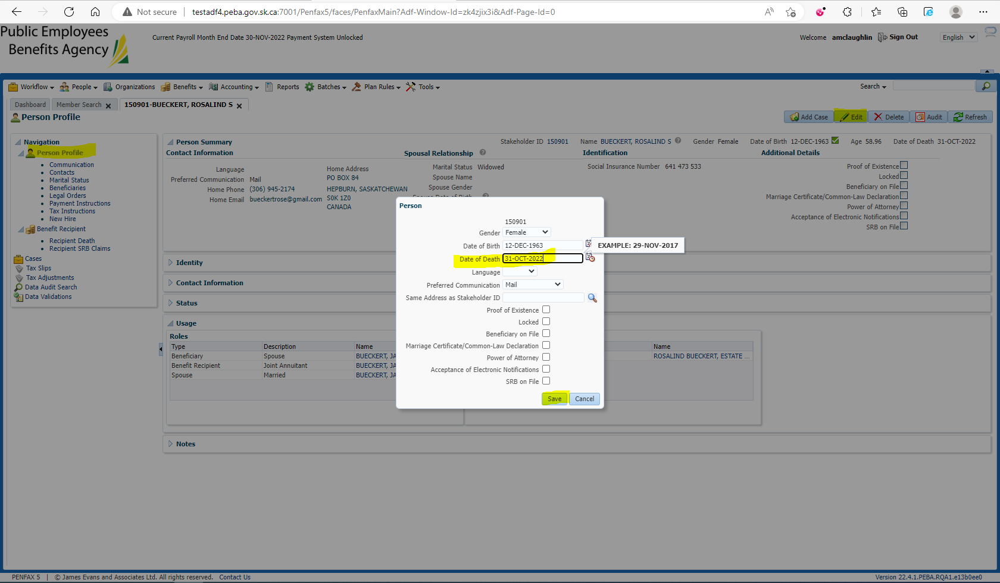 Not secure
testadf4.peba.gov.sk.ca:7001/Penfax5/faces/PenfaxMain?Adf-Window-Id=zk4zjix3i&Adf-Page-Id=0
Public Employees
Benefits Agency
Current Payroll Month End Date 30-NOV-2022 Payment System Unlocked
Welcome amclaughlin Sign Out English
Workflow People Organizations Benefits Accounting Reports Batches Plan Rules Tools Search
Dashboard Member Search 150901-BUECKERT, ROSALIND S
Person Profile
Add Case Edit Delete Audit Refresh
Navigation
Person Profile
Communication
Contacts
Marital Status
Beneficiaries
Legal Orders
Payment Instructions
Tax Instructions
New Hire
Benefit Recipient
Recipient Death
Recipient SRB Claims
Cases
Tax Slips
Tax Adjustments
Data Audit Search
Data Validations
Person Summary
Stakeholder ID 150901 Name BUECKERT, ROSALIND S Gender Female Date of Birth 12-DEC-1963 Age 58.96 Date of Death 31-OCT-2022
Contact Information
Language
Preferred Communication Mail
Home Phone (306) 945-2174
Home Email bueckertrose@gmail.com
Home Address
PO BOX 84
HEPBURN, SASKATCHEWAN
S0K 1Z0
CANADA
Spousal Relationship
Marital Status Widowed
Spouse Name
Spouse Gender
Identification
Social Insurance Number 641 473 533
Additional Details
Proof of Existence
Locked
Beneficiary on File
Marriage Certificate/Common-Law Declaration
Power of Attorney
Acceptance of Electronic Notifications
SRB on File
Identity
Contact Information
Status
Usage
Roles
Type Description Name
Beneficiary Spouse BUECKERT, JA
Benefit Recipient Joint Annuitant BUECKERT, JA
Spouse Married BUECKERT, JA
Name
ROSALIND BUECKERT, ESTATE ...
Notes
Person
150901
Gender Female
Date of Birth 12-DEC-1963
EXAMPLE: 29-NOV-2017
Date of Death 31-OCT-2022
Language
Preferred Communication Mail
Same Address as Stakeholder ID
Proof of Existence
Locked
Beneficiary on File
Marriage Certificate/Common-Law Declaration
Power of Attorney
Acceptance of Electronic Notifications
SRB on File
Save Cancel
PENFAX 5 | © James Evans and Associates Ltd. All rights reserved. Contact Us
Version 22.4.1.PEBA.RQA1.e13b0ee0